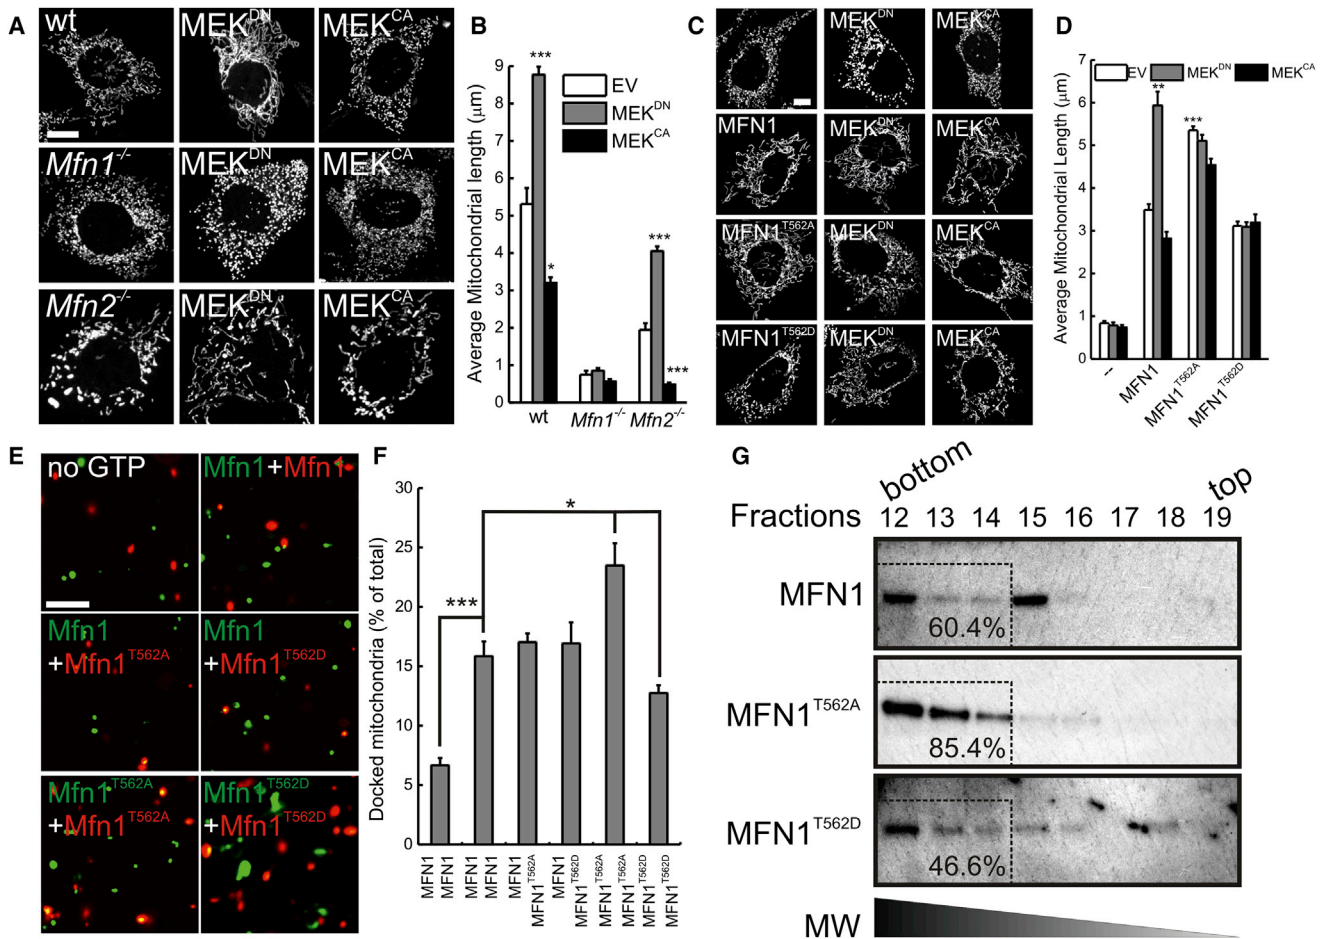 A
wt
MEK^DN
MEK^CA
Mfn1^-/-
MEK^DN
MEK^CA
Mfn2^-/-
MEK^DN
MEK^CA
B
Average Mitochondrial length (μm)
9
8
7
6
5
4
3
2
1
0
***
*
***
***
EV
MEK^DN
MEK^CA
wt
Mfn1^-/-
Mfn2^-/-
C
MEK^DN
MEK^CA
MFN1
MEK^DN
MEK^CA
MFN1^T562A
MEK^DN
MEK^CA
MFN1^T562D
MEK^DN
MEK^CA
D
Average Mitochondrial Length (μm)
7
6
5
4
3
2
1
0
EV
MEK^DN
MEK^CA
**
***
--
MFN1
MFN1^T562A
MFN1^T562D
E
no GTP
Mfn1+Mfn1
Mfn1
+Mfn1^T562A
Mfn1
+Mfn1^T562D
Mfn1^T562A
+Mfn1^T562A
Mfn1^T562D
+Mfn1^T562D
F
Docked mitochondria (% of total)
30
25
20
15
10
5
0
***
*
MFN1
MFN1
MFN1
MFN1
MFN1
MFN1^T562A
MFN1
MFN1^T562D
MFN1^T562A
MFN1^T562A
MFN1^T562D
MFN1^T562D
G
bottom
top
Fractions 12 13 14 15 16 17 18 19
MFN1
60.4%
MFN1^T562A
85.4%
MFN1^T562D
46.6%
MW